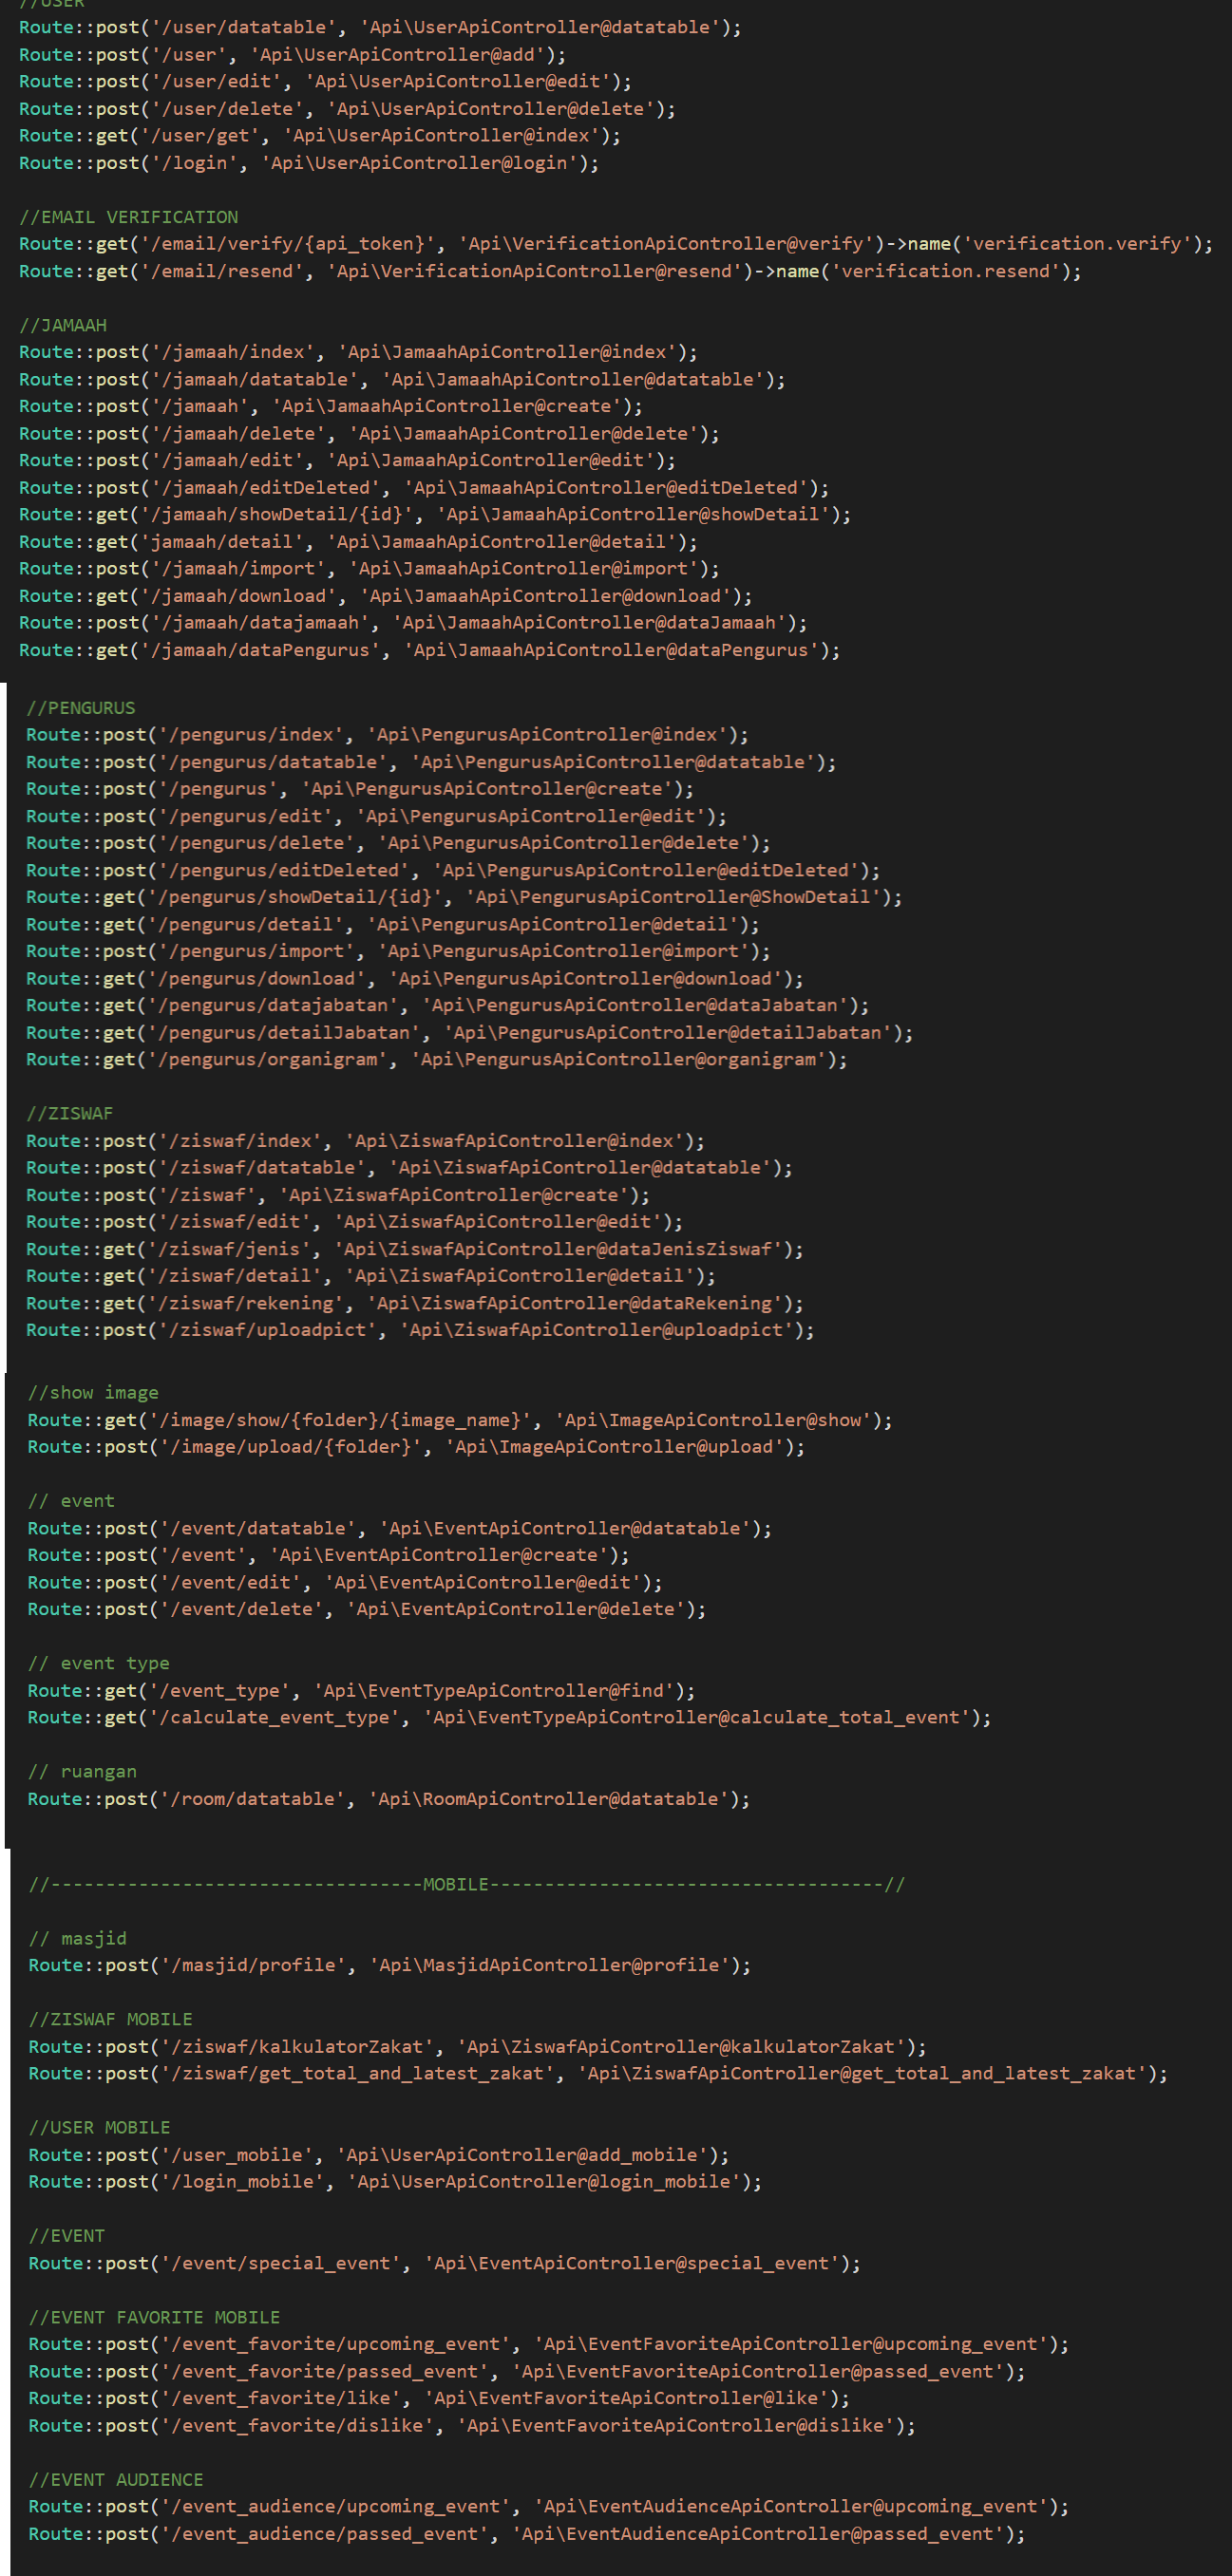 //USER
Route::post('/user/datatable', 'Api\UserApiController@datatable');
Route::post('/user', 'Api\UserApiController@add');
Route::post('/user/edit', 'Api\UserApiController@edit');
Route::post('/user/delete', 'Api\UserApiController@delete');
Route::get('/user/get', 'Api\UserApiController@index');
Route::post('/login', 'Api\UserApiController@login');
//EMAIL VERIFICATION
Route::get('/email/verify/{api_token}', 'Api\VerificationApiController@verify')->name('verification.verify');
Route::get('/email/resend', 'Api\VerificationApiController@resend')->name('verification.resend');
//JAMAAH
Route::post('/jamaah/index', 'Api\JamaahApiController@index');
Route::post('/jamaah/datatable', 'Api\JamaahApiController@datatable');
Route::post('/jamaah', 'Api\JamaahApiController@create');
Route::post('/jamaah/delete', 'Api\JamaahApiController@delete');
Route::post('/jamaah/edit', 'Api\JamaahApiController@edit');
Route::post('/jamaah/editDeleted', 'Api\JamaahApiController@editDeleted');
Route::get('/jamaah/showDetail/{id}', 'Api\JamaahApiController@showDetail');
Route::get('jamaah/detail', 'Api\JamaahApiController@detail');
Route::post('/jamaah/import', 'Api\JamaahApiController@import');
Route::get('/jamaah/download', 'Api\JamaahApiController@download');
Route::post('/jamaah/datajamaah', 'Api\JamaahApiController@dataJamaah');
Route::get('/jamaah/dataPengurus', 'Api\JamaahApiController@dataPengurus');
//PENGURUS
Route::post('/pengurus/index', 'Api\PengurusApiController@index');
Route::post('/pengurus/datatable', 'Api\PengurusApiController@datatable');
Route::post('/pengurus', 'Api\PengurusApiController@create');
Route::post('/pengurus/edit', 'Api\PengurusApiController@edit');
Route::post('/pengurus/delete', 'Api\PengurusApiController@delete');
Route::post('/pengurus/editDeleted', 'Api\PengurusApiController@editDeleted');
Route::get('/pengurus/showDetail/{id}', 'Api\PengurusApiController@ShowDetail');
Route::get('/pengurus/detail', 'Api\PengurusApiController@detail');
Route::post('/pengurus/import', 'Api\PengurusApiController@import');
Route::get('/pengurus/download', 'Api\PengurusApiController@download');
Route::get('/pengurus/datajabatan', 'Api\PengurusApiController@dataJabatan');
Route::get('/pengurus/detailJabatan', 'Api\PengurusApiController@detailJabatan');
Route::get('/pengurus/organigram', 'Api\PengurusApiController@organigram');
//ZISWAF
Route::post('/ziswaf/index', 'Api\ZiswafApiController@index');
Route::post('/ziswaf/datatable', 'Api\ZiswafApiController@datatable');
Route::post('/ziswaf', 'Api\ZiswafApiController@create');
Route::post('/ziswaf/edit', 'Api\ZiswafApiController@edit');
Route::get('/ziswaf/jenis', 'Api\ZiswafApiController@dataJenisZiswaf');
Route::get('/ziswaf/detail', 'Api\ZiswafApiController@detail');
Route::get('/ziswaf/rekening', 'Api\ZiswafApiController@dataRekening');
Route::post('/ziswaf/uploadpict', 'Api\ZiswafApiController@uploadpict');
//show image
Route::get('/image/show/{folder}/{image_name}', 'Api\ImageApiController@show');
Route::post('/image/upload/{folder}', 'Api\ImageApiController@upload');
// event
Route::post('/event/datatable', 'Api\EventApiController@datatable');
Route::post('/event', 'Api\EventApiController@create');
Route::post('/event/edit', 'Api\EventApiController@edit');
Route::post('/event/delete', 'Api\EventApiController@delete');
// event type
Route::get('/event_type', 'Api\EventTypeApiController@find');
Route::get('/calculate_event_type', 'Api\EventTypeApiController@calculate_total_event');
// ruangan
Route::post('/room/datatable', 'Api\RoomApiController@datatable');
//----------------------------------MOBILE------------------------------------//
// masjid
Route::post('/masjid/profile', 'Api\MasjidApiController@profile');
//ZISWAF MOBILE
Route::post('/ziswaf/kalkulatorZakat', 'Api\ZiswafApiController@kalkulatorZakat');
Route::post('/ziswaf/get_total_and_latest_zakat', 'Api\ZiswafApiController@get_total_and_latest_zakat');
//USER MOBILE
Route::post('/user_mobile', 'Api\UserApiController@add_mobile');
Route::post('/login_mobile', 'Api\UserApiController@login_mobile');
//EVENT
Route::post('/event/special_event', 'Api\EventApiController@special_event');
//EVENT FAVORITE MOBILE
Route::post('/event_favorite/upcoming_event', 'Api\EventFavoriteApiController@upcoming_event');
Route::post('/event_favorite/passed_event', 'Api\EventFavoriteApiController@passed_event');
Route::post('/event_favorite/like', 'Api\EventFavoriteApiController@like');
Route::post('/event_favorite/dislike', 'Api\EventFavoriteApiController@dislike');
//EVENT AUDIENCE
Route::post('/event_audience/upcoming_event', 'Api\EventAudienceApiController@upcoming_event');
Route::post('/event_audience/passed_event', 'Api\EventAudienceApiController@passed_event');